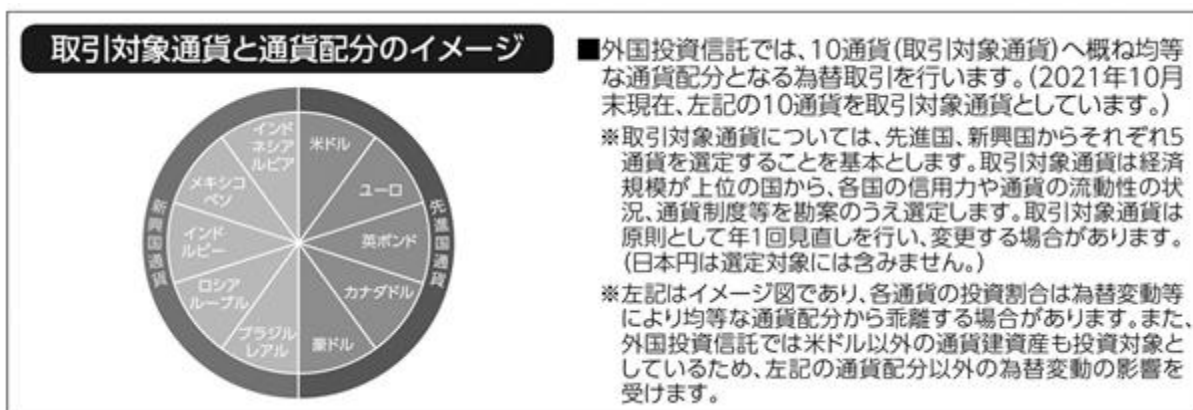 取引対象通貨と通貨配分のイメージ
インド
ネシア
ルピア
米ドル
メキシコ
ペソ
ユーロ
新興国通貨
先進国通貨
インド
ルピー
英ポンド
ロシア
ルーブル
カナダドル
ブラジル
レアル
豪ドル
■外国投資信託では、10通貨(取引対象通貨)へ概ね均等
な通貨配分となる為替取引を行います。(2021年10月
末現在、左記の10通貨を取引対象通貨としています。)
※取引対象通貨については、先進国、新興国からそれぞれ5
通貨を選定することを基本とします。取引対象通貨は経済
規模が上位の国から、各国の信用力や通貨の流動性の状
況、通貨制度等を勘案のうえ選定します。取引対象通貨は
原則として年1回見直しを行い、変更する場合があります。
(日本円は選定対象には含みません。)
※左記はイメージ図であり、各通貨の投資割合は為替変動等
により均等な通貨配分から乖離する場合があります。また、
外国投資信託では米ドル以外の通貨建資産も投資対象と
しているため、左記の通貨配分以外の為替変動の影響を
受けます。